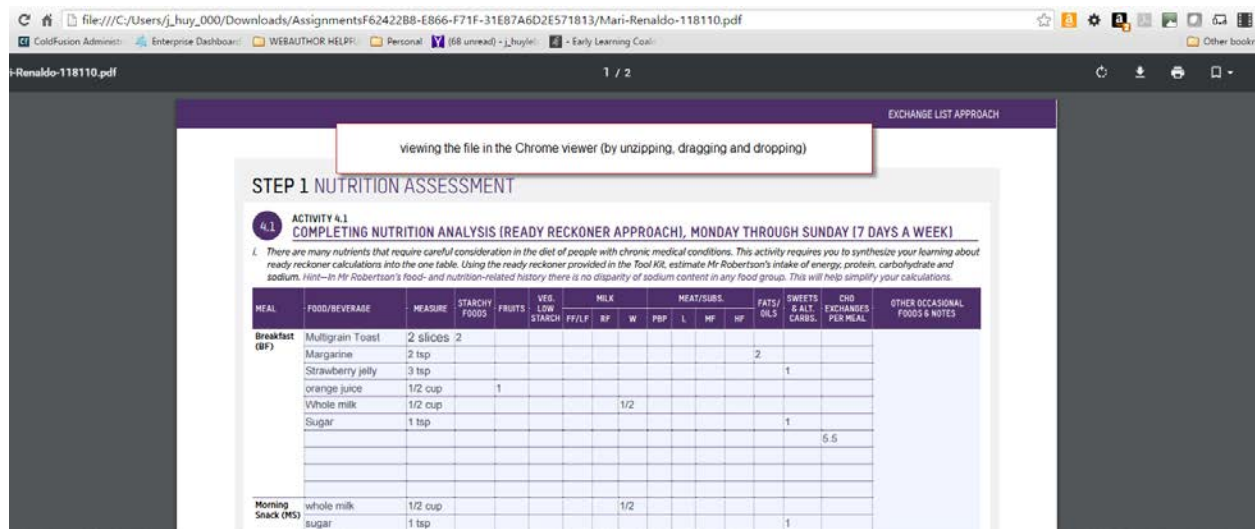 file:///C:/Users/j_huy_000/Downloads/AssignmentsF62422B8-E866-F71F-31E87A6D2E571813/Mari-Renaldo-118110.pdf
ColdFusion Administ Enterprise Dashboard WEBAUTHOR HELPFU Personal (68 unread) - j_huylet - Early Learning Coali Other bookr
i-Renaldo-118110.pdf 1 / 2
EXCHANGE LIST APPROACH
viewing the file in the Chrome viewer (by unzipping, dragging and dropping)
STEP 1 NUTRITION ASSESSMENT
4.1 ACTIVITY 4.1
COMPLETING NUTRITION ANALYSIS (READY RECKONER APPROACH), MONDAY THROUGH SUNDAY (7 DAYS A WEEK)
i. There are many nutrients that require careful consideration in the diet of people with chronic medical conditions. This activity requires you to synthesize your learning about
ready reckoner calculations into the one table. Using the ready reckoner provided in the Tool Kit, estimate Mr Robertson's intake of energy, protein, carbohydrate and
sodium. Hint—In Mr Robertson's food- and nutrition-related history there is no disparity of sodium content in any food group. This will help simplify your calculations.
MEAL FOOD/BEVERAGE MEASURE STARCHY FOODS FRUITS VEG. LOW STARCH MILK FF/LF RF W MEAT/SUBS. PBP L MF HF FATS/ OILS SWEETS & ALT. CARBS. CHO EXCHANGES PER MEAL OTHER OCCASIONAL FOODS & NOTES
Breakfast (BF) Multigrain Toast 2 slices 2
Margarine 2 tsp 2
Strawberry jelly 3 tsp 1
orange juice 1/2 cup 1
Whole milk 1/2 cup 1/2
Sugar 1 tsp 1
5.5
Morning Snack (MS) whole milk 1/2 cup 1/2
sugar 1 tsp 1